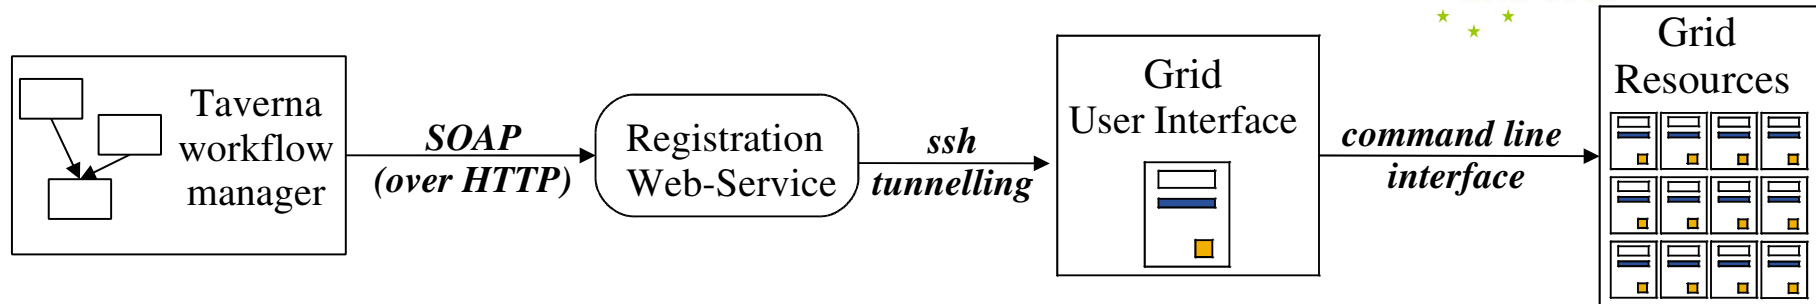 Taverna
workflow
manager
SOAP
(over HTTP)
Registration
Web-Service
ssh
tunnelling
Grid
User Interface
command line
interface
Grid
Resources